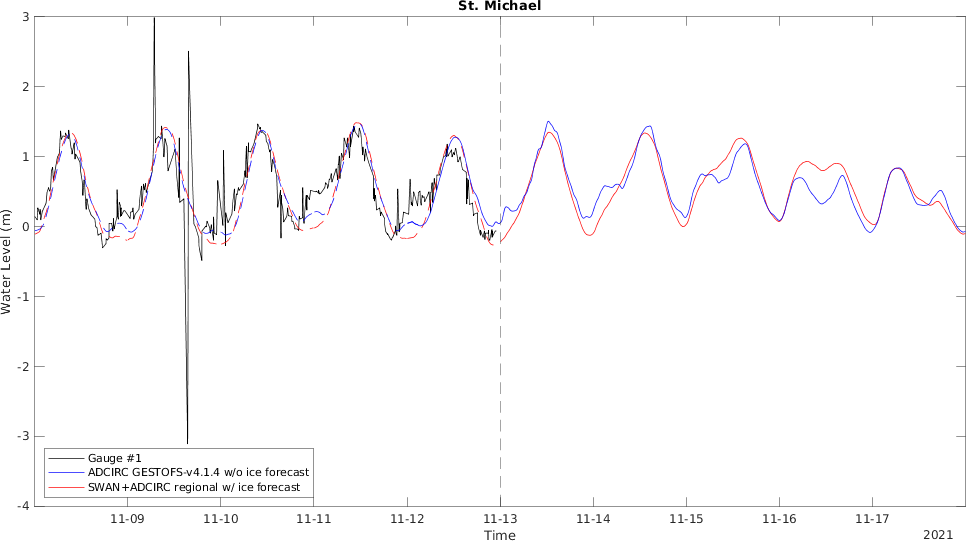 St. Michael
3
2
1
0
-1
-2
-3
-4
Water Level (m)
Gauge #1
ADCIRC GESTOFS-v4.1.4 w/o ice forecast
SWAN+ADCIRC regional w/ ice forecast
11-09 11-10 11-11 11-12 11-13 11-14 11-15 11-16 11-17
Time
2021